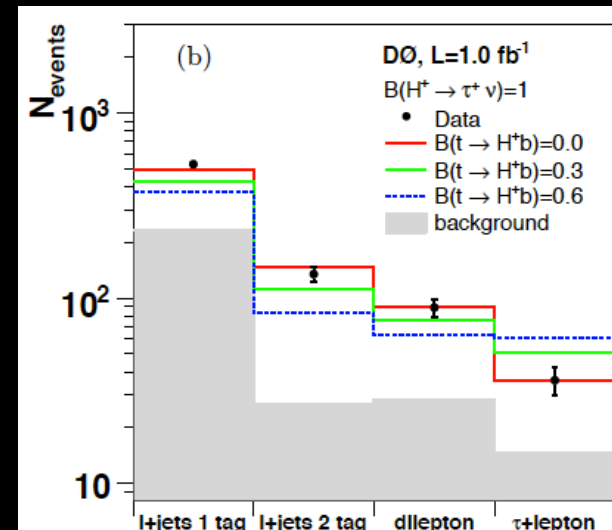 N events
(b)
DØ, L=1.0 fb⁻¹
B(H⁺ → τ⁺ ν)=1
Data
B(t → H⁺b)=0.0
B(t → H⁺b)=0.3
B(t → H⁺b)=0.6
background
10³
10²
10
l+jets 1 tag l+jets 2 tag dilepton τ+lepton